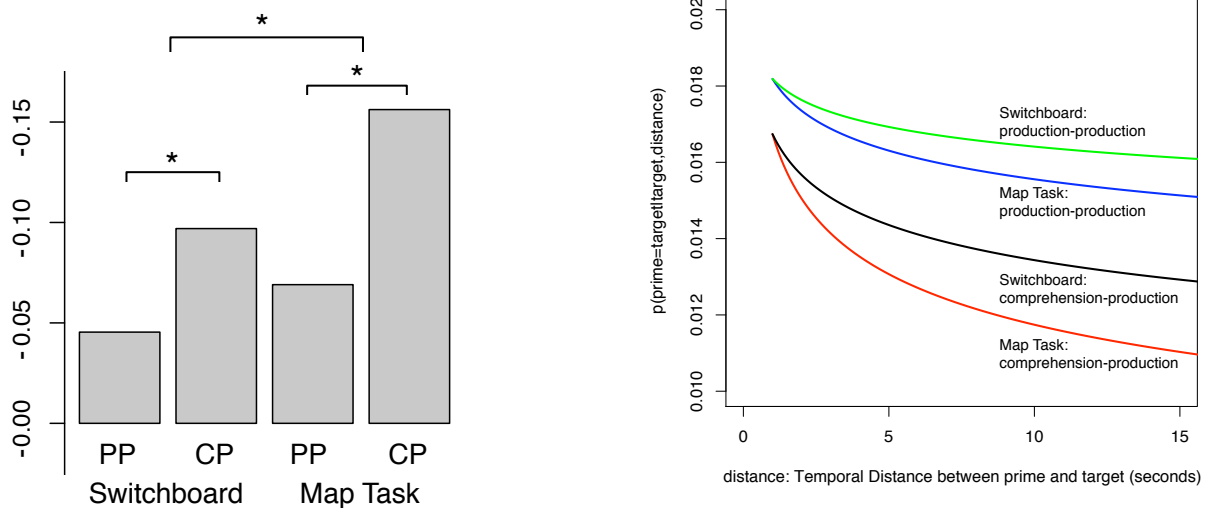 *
*
*
-0.15
-0.10
-0.05
-0.00
PP
CP
PP
CP
Switchboard
Map Task
p(prime=target|target,distance)
0.018
0.016
0.014
0.012
0.010
Switchboard:
production-production
Map Task:
production-production
Switchboard:
comprehension-production
Map Task:
comprehension-production
0
5
10
15
distance: Temporal Distance between prime and target (seconds)